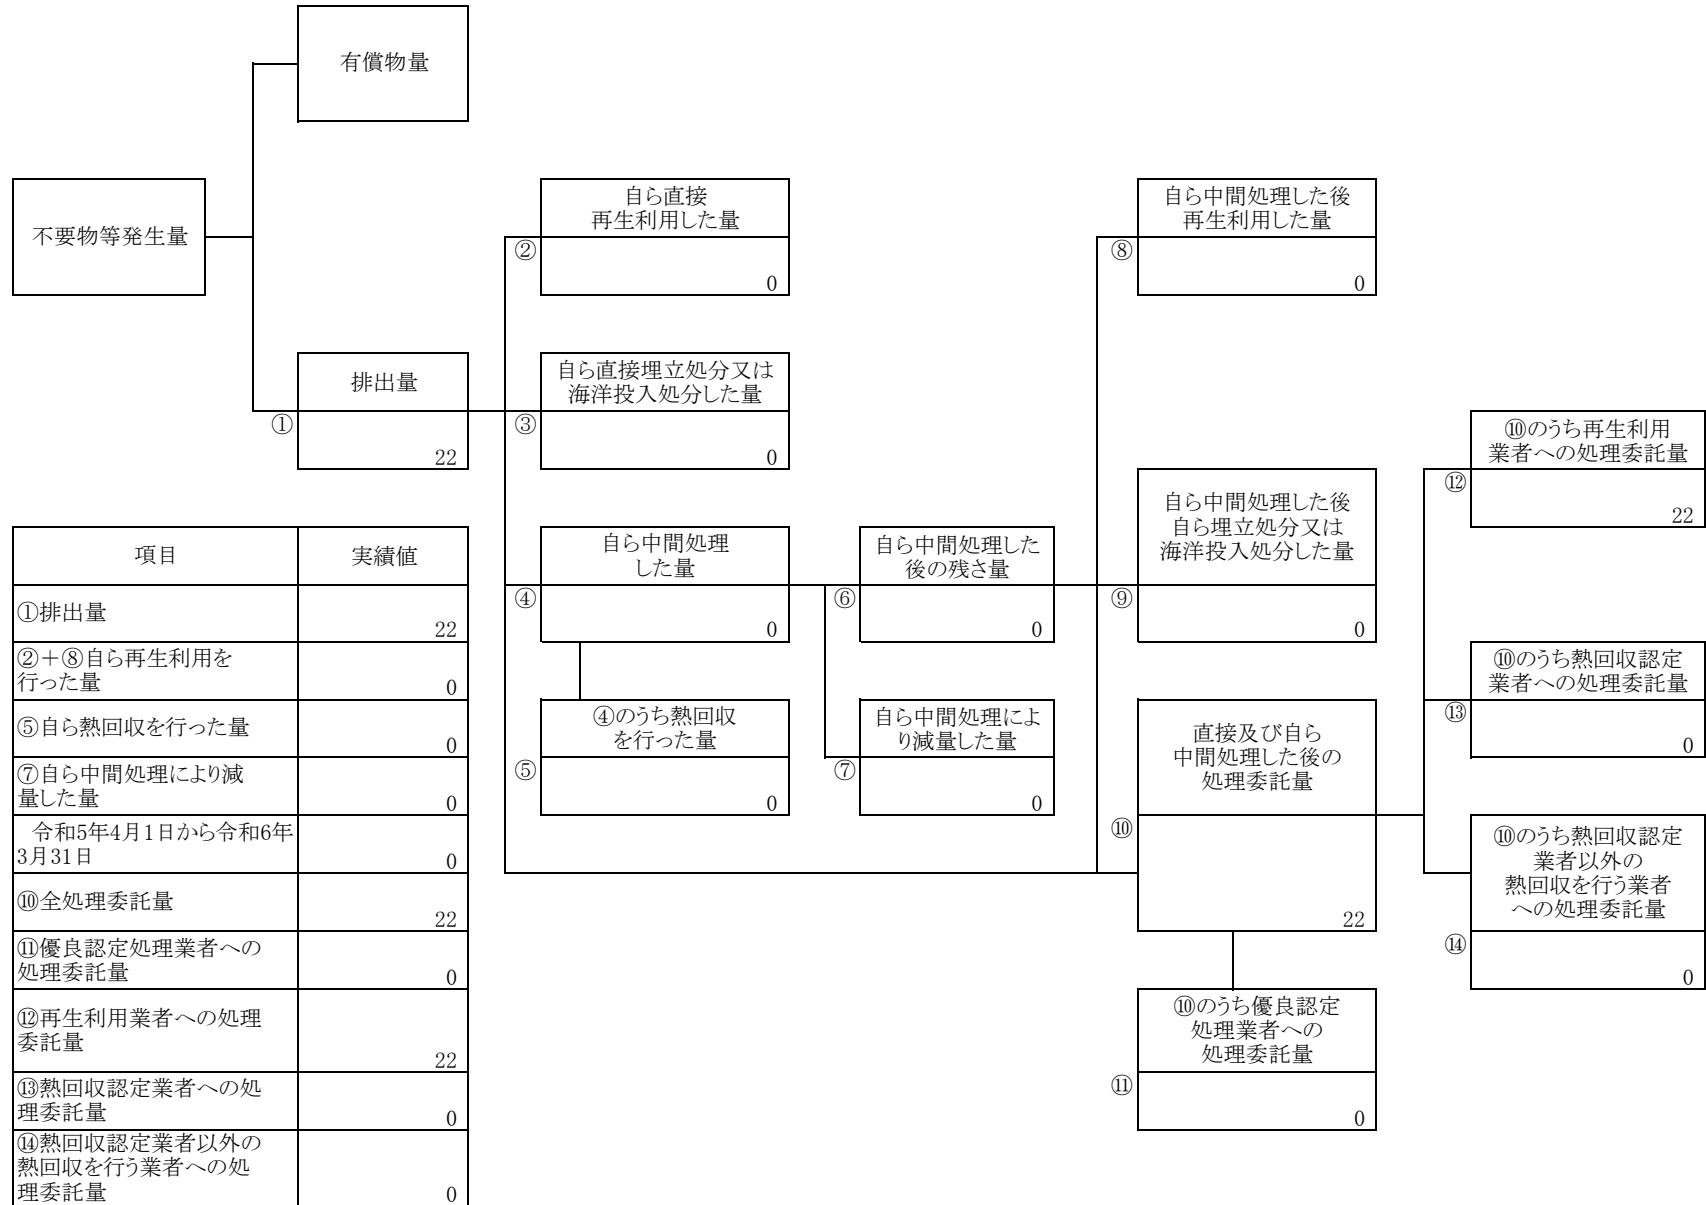 有償物量
不要物等発生量
自ら直接
再生利用した量
②
0
自ら中間処理した後
再生利用した量
⑧
0
排出量
①
22
自ら直接埋立処分又は
海洋投入処分した量
③
0
⑩のうち再生利用
業者への処理委託量
⑫
22
自ら中間処理
した量
④
0
自ら中間処理した
後の残さ量
⑥
0
自ら中間処理した後
自ら埋立処分又は
海洋投入処分した量
⑨
0
⑩のうち熱回収認定
業者への処理委託量
⑬
0
④のうち熱回収
を行った量
⑤
0
自ら中間処理によ
り減量した量
⑦
0
直接及び自ら
中間処理した後の
処理委託量
⑩
22
⑩のうち熱回収認定
業者以外の
熱回収を行う業者
への処理委託量
⑭
0
⑩のうち優良認定
処理業者への
処理委託量
⑪
0
項目 実績値
①排出量
22
②+⑧自ら再生利用を
行った量 0
⑤自ら熱回収を行った量
0
⑦自ら中間処理により減
量した量 0
令和5年4月1日から令和6年
3月31日 0
⑩全処理委託量
22
⑪優良認定処理業者への
処理委託量 0
⑫再生利用業者への処理
委託量
22
⑬熱回収認定業者への処
理委託量 0
⑭熱回収認定業者以外の
熱回収を行う業者への処
理委託量 0